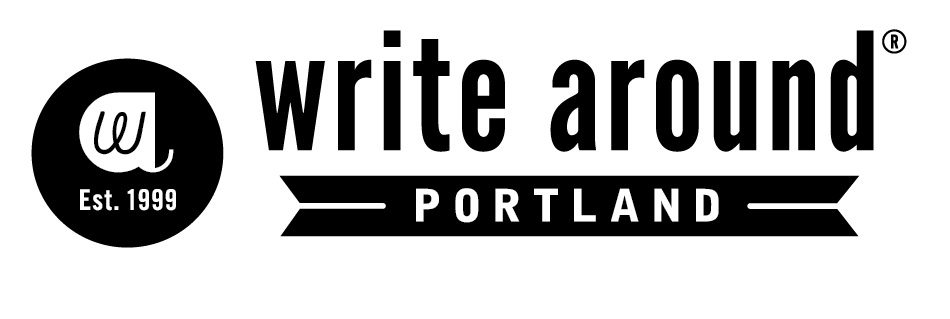 w
Est. 1999
write around®
PORTLAND